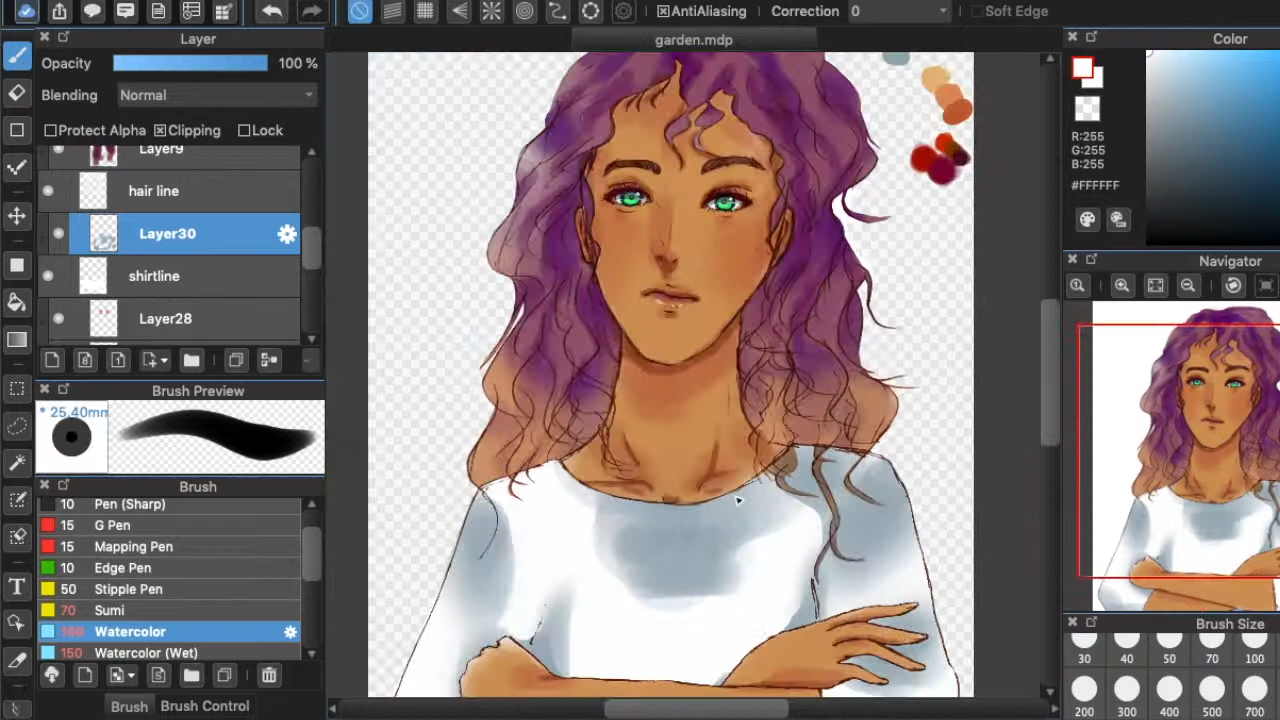 AntiAliasing
Correction
0
Soft Edge
Layer
garden.mdp
Color
Opacity
100 %
Blending
Normal
Protect Alpha
Clipping
Lock
R:255
G:255
B:255
#FFFFFF
Layer9
hair line
Layer30
shirtline
Layer28
Navigator
Brush Preview
* 25.40mm
Brush
10 Pen (Sharp)
15 G Pen
15 Mapping Pen
10 Edge Pen
50 Stipple Pen
70 Sumi
Watercolor
150 Watercolor (Wet)
Brush
Brush Control
Brush Size
30 40 50 70 100
200 300 400 500 700